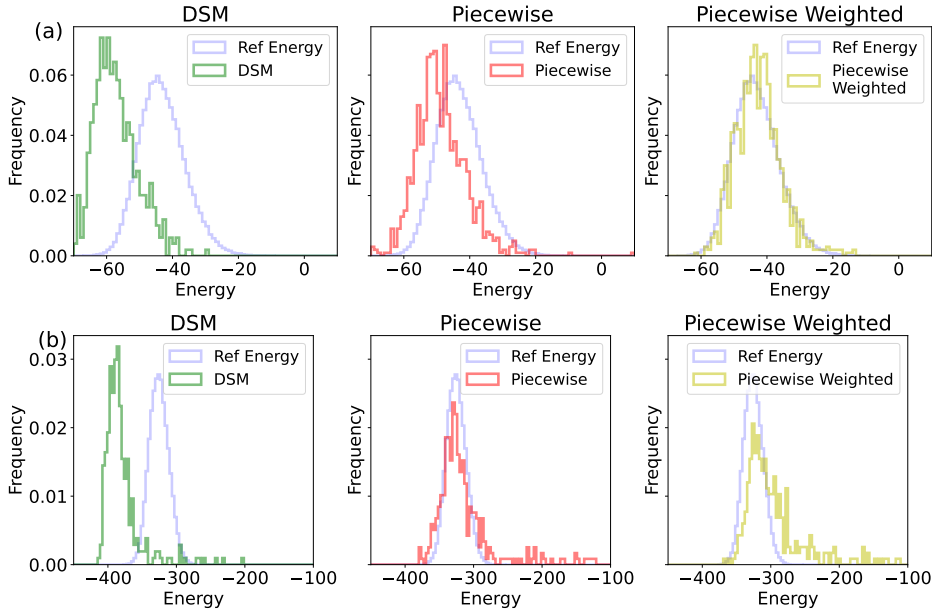 (a)
DSM
Piecewise
Piecewise Weighted
Frequency
0.06
0.04
0.02
0.00
Ref Energy
DSM
−60
−40
−20
0
Energy
Frequency
Ref Energy
Piecewise
−60
−40
−20
0
Energy
Frequency
Ref Energy
Piecewise
Weighted
−60
−40
−20
0
Energy
(b)
DSM
Piecewise
Piecewise Weighted
Frequency
0.03
0.02
0.01
0.00
Ref Energy
DSM
−400
−300
−200
−100
Energy
Frequency
Ref Energy
Piecewise
−400
−300
−200
−100
Energy
Frequency
Ref Energy
Piecewise Weighted
−400
−300
−200
−100
Energy